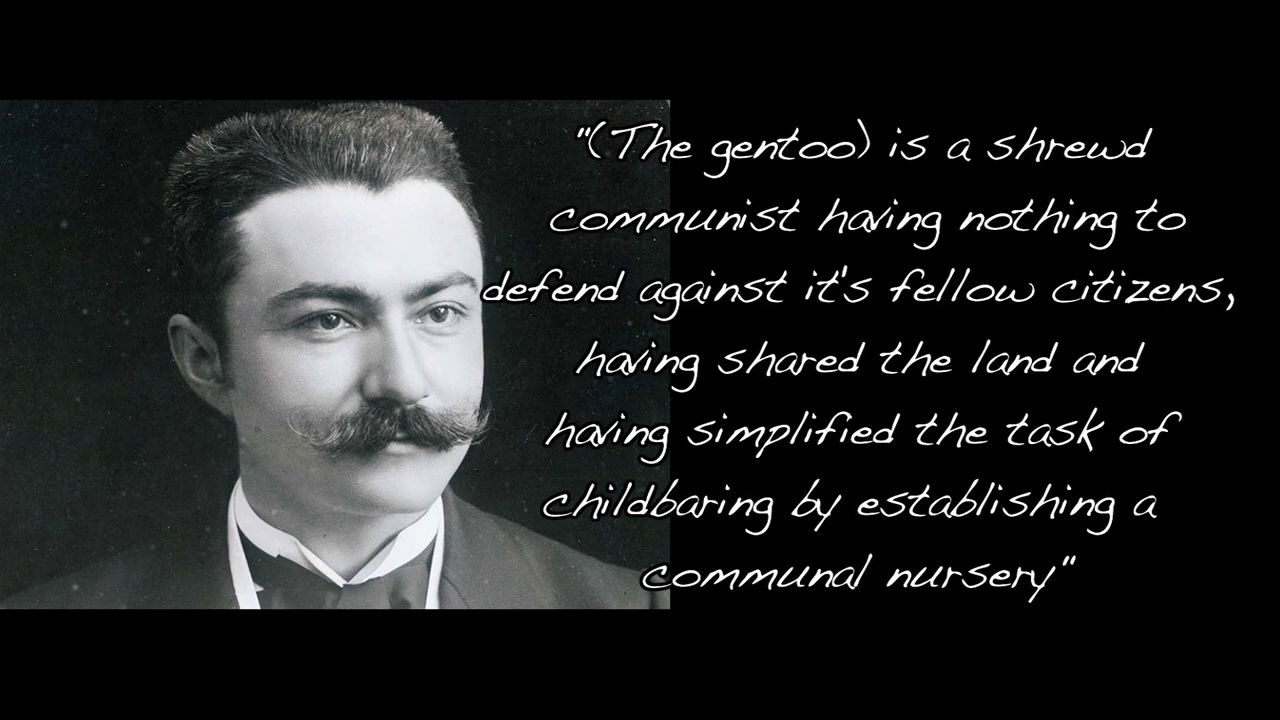 "(The gentoo) is a shrewd
communist having nothing to
defend against it's fellow citizens,
having shared the land and
having simplified the task of
childbaring by establishing a
communal nursery"